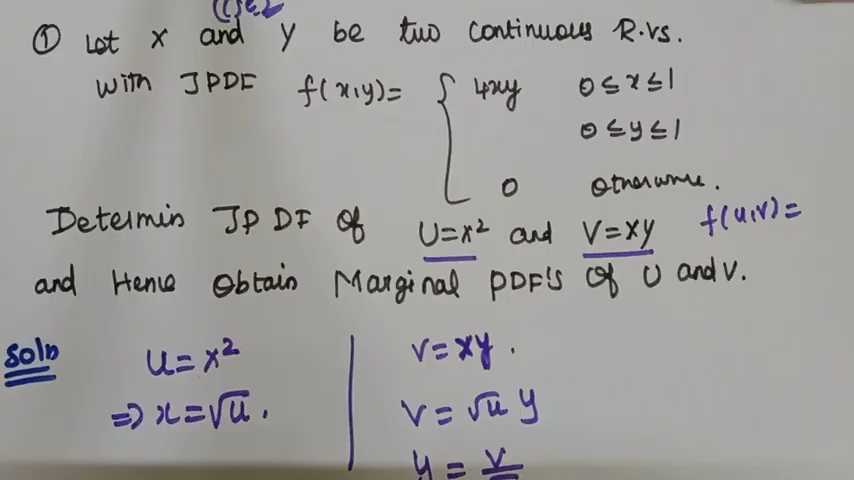 ① Let X and Y be two continuous R.vs.
with JPDF f(x,y)= { 4xy 0≤x≤1
0≤y≤1
0 otherwise.
Determin JPDF of U=X² and V=XY f(u,v)=
and Hence Obtain Marginal PDF'S Of U and V.
Soln
u=x²
⇒ x=√u.
v=xy.
v=√u y
y = v